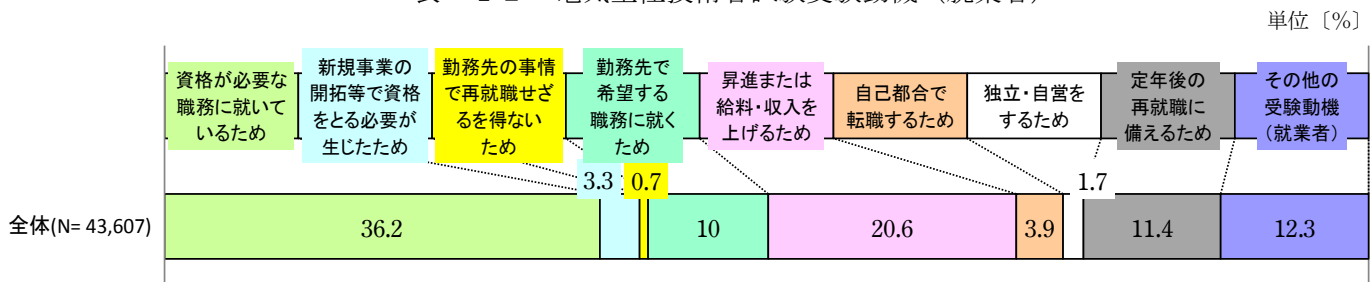 単位〔%〕
資格が必要な
職務に就いて
いるため
新規事業の
開拓等で資格
をとる必要が
生じたため
勤務先の事情
で再就職せざ
るを得ない
ため
勤務先で
希望する
職務に就く
ため
昇進または
給料・収入を
上げるため
自己都合で
転職するため
独立・自営を
するため
定年後の
再就職に
備えるため
その他の
受験動機
（就業者）
3.3
0.7
1.7
全体(N= 43,607)
36.2
10
20.6
3.9
11.4
12.3